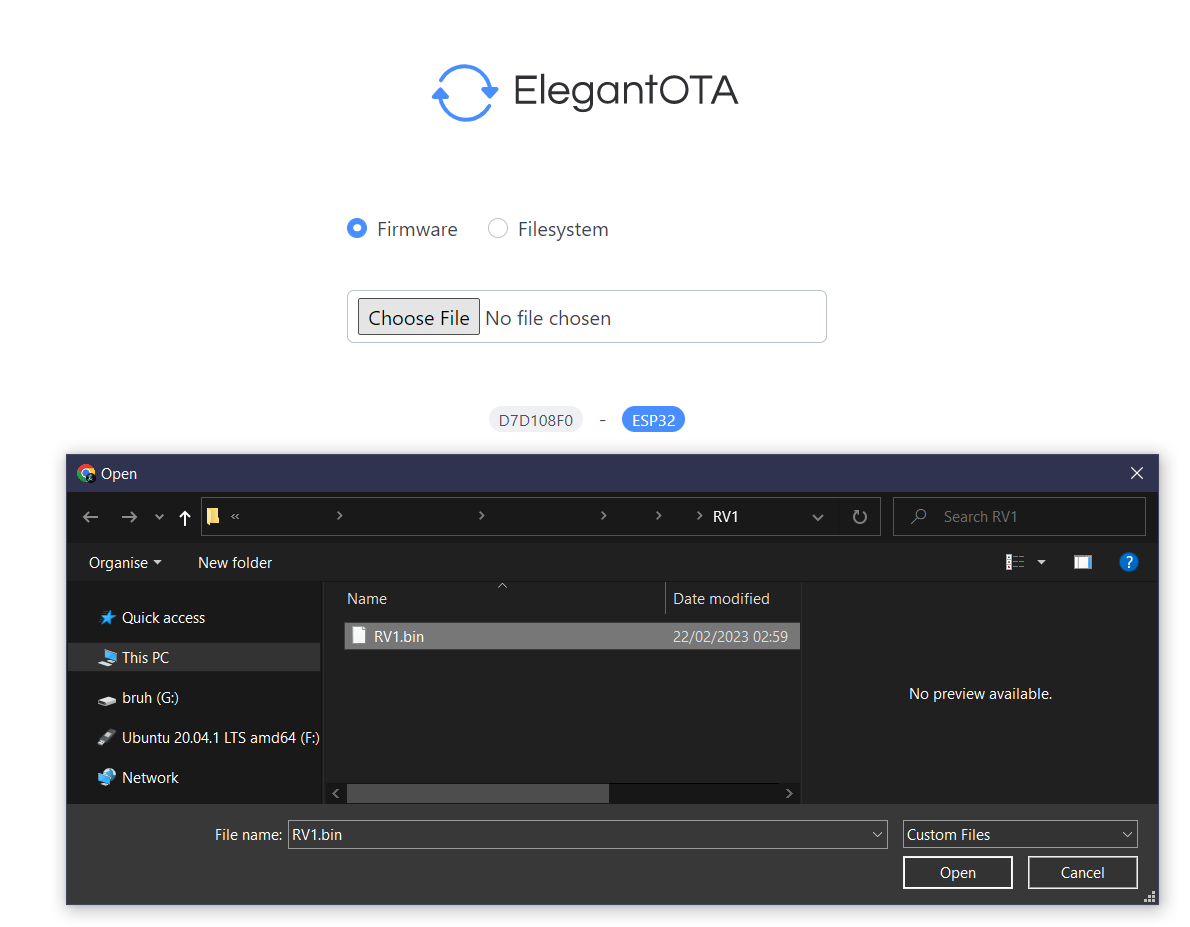 ElegantOTA
Firmware Filesystem
Choose File No file chosen
D7D108F0 - ESP32
Open
« RV1 Search RV1
Organise New folder ?
Name Date modified
Quick access
RV1.bin 22/02/2023 02:59
This PC
bruh (G:)
No preview available.
Ubuntu 20.04.1 LTS amd64 (F:)
Network
File name: RV1.bin Custom Files
Open Cancel